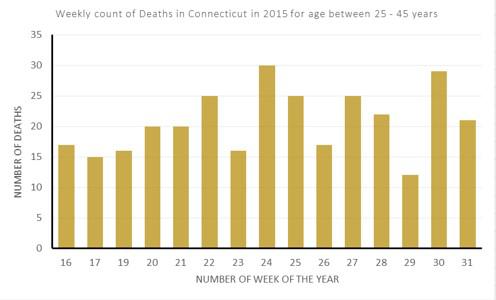 Weekly count of Deaths in Connecticut in 2015 for age between 25 - 45 years
35
30
25
20
15
10
5
0
NUMBER OF DEATHS
16 17 19 20 21 22 23 24 25 26 27 28 29 30 31
NUMBER OF WEEK OF THE YEAR